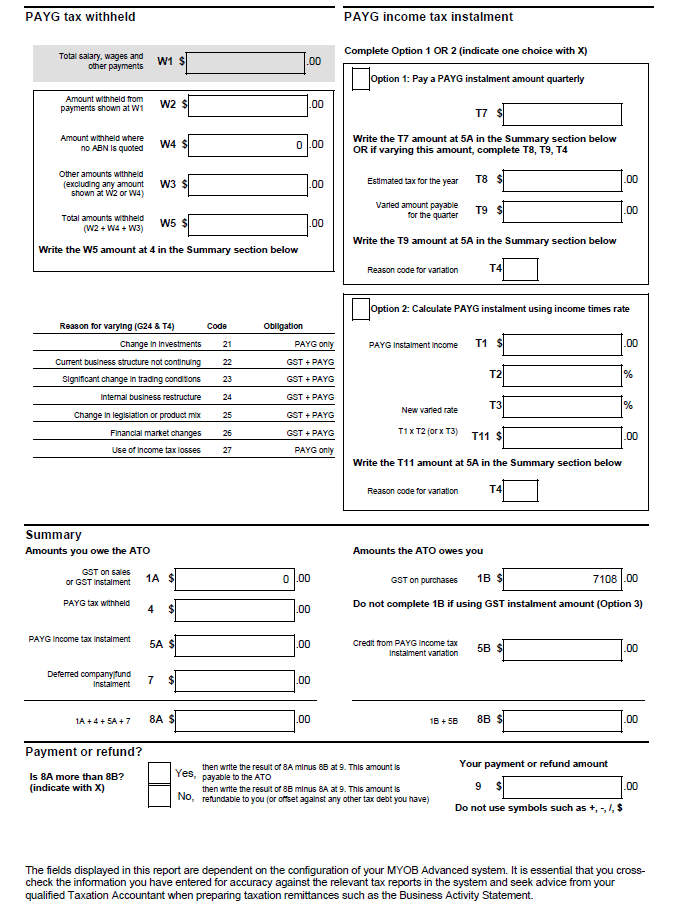 PAYG tax withheld
Total salary, wages and
other payments
W1 $ .00
Amount withheld from
payments shown at W1
W2 $ .00
Amount withheld where
no ABN is quoted
W4 $ 0 .00
Other amounts withheld
(excluding any amount
shown at W2 or W4)
W3 $ .00
Total amounts withheld
(W2 + W4 + W3)
W5 $ .00
Write the W5 amount at 4 in the Summary section below
Reason for varying (G24 & T4) Code Obligation
Change in investments 21 PAYG only
Current business structure not continuing 22 GST + PAYG
Significant change in trading conditions 23 GST + PAYG
Internal business restructure 24 GST + PAYG
Change in legislation or product mix 25 GST + PAYG
Financial market changes 26 GST + PAYG
Use of income tax losses 27 PAYG only
PAYG income tax instalment
Complete Option 1 OR 2 (indicate one choice with X)
Option 1: Pay a PAYG instalment amount quarterly
T7 $
Write the T7 amount at 5A in the Summary section below
OR if varying this amount, complete T8, T9, T4
Estimated tax for the year T8 $ .00
Varied amount payable
for the quarter
T9 $ .00
Write the T9 amount at 5A in the Summary section below
Reason code for variation T4
Option 2: Calculate PAYG instalment using income times rate
PAYG instalment income T1 $ .00
T2 %
New varied rate T3 %
T1 x T2 (or x T3) T11 $ .00
Write the T11 amount at 5A in the Summary section below
Reason code for variation T4
Summary
Amounts you owe the ATO
GST on sales
or GST instalment
1A $ 0 .00
PAYG tax withheld 4 $ .00
PAYG income tax instalment 5A $ .00
Deferred company|fund
instalment
7 $ .00
1A + 4 + 5A + 7 8A $ .00
Amounts the ATO owes you
GST on purchases 1B $ 7108 .00
Do not complete 1B if using GST instalment amount (Option 3)
Credit from PAYG income tax
instalment variation
5B $ .00
1B + 5B 8B $ .00
Payment or refund?
Is 8A more than 8B?
(indicate with X)
Yes, then write the result of 8A minus 8B at 9. This amount is
payable to the ATO
No, then write the result of 8B minus 8A at 9. This amount is
refundable to you (or offset against any other tax debt you have)
Your payment or refund amount
9 $ .00
Do not use symbols such as +, -, /, $
The fields displayed in this report are dependent on the configuration of your MYOB Advanced system. It is essential that you cross-
check the information you have entered for accuracy against the relevant tax reports in the system and seek advice from your
qualified Taxation Accountant when preparing taxation remittances such as the Business Activity Statement.